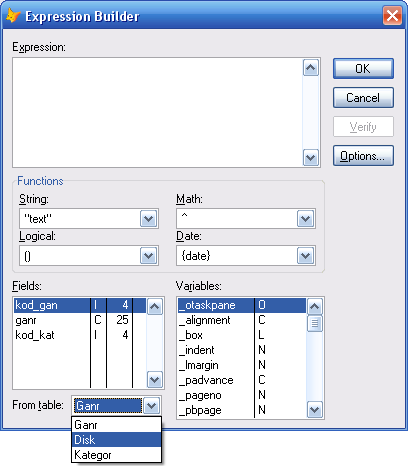 Expression Builder
Expression:
OK
Cancel
Verify
Options...
Functions
String:
Math:
"text"
^
Logical:
Date:
()
{date}
Fields:
Variables:
kod_gan I 4
ganr C 25
kod_kat I 4
_otaskpane O
_alignment C
_box L
_indent N
_lmargin N
_padvance C
_pageno N
_pbpage N
From table:
Ganr
Ganr
Disk
Kategor